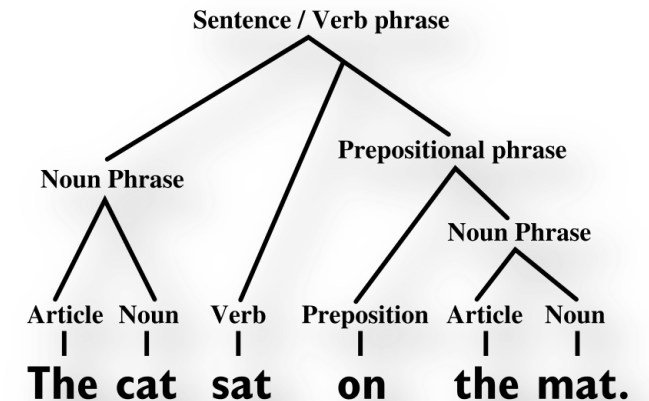 Sentence / Verb phrase
Prepositional phrase
Noun Phrase
Noun Phrase
Article Noun Verb Preposition Article Noun
The cat sat on the mat.